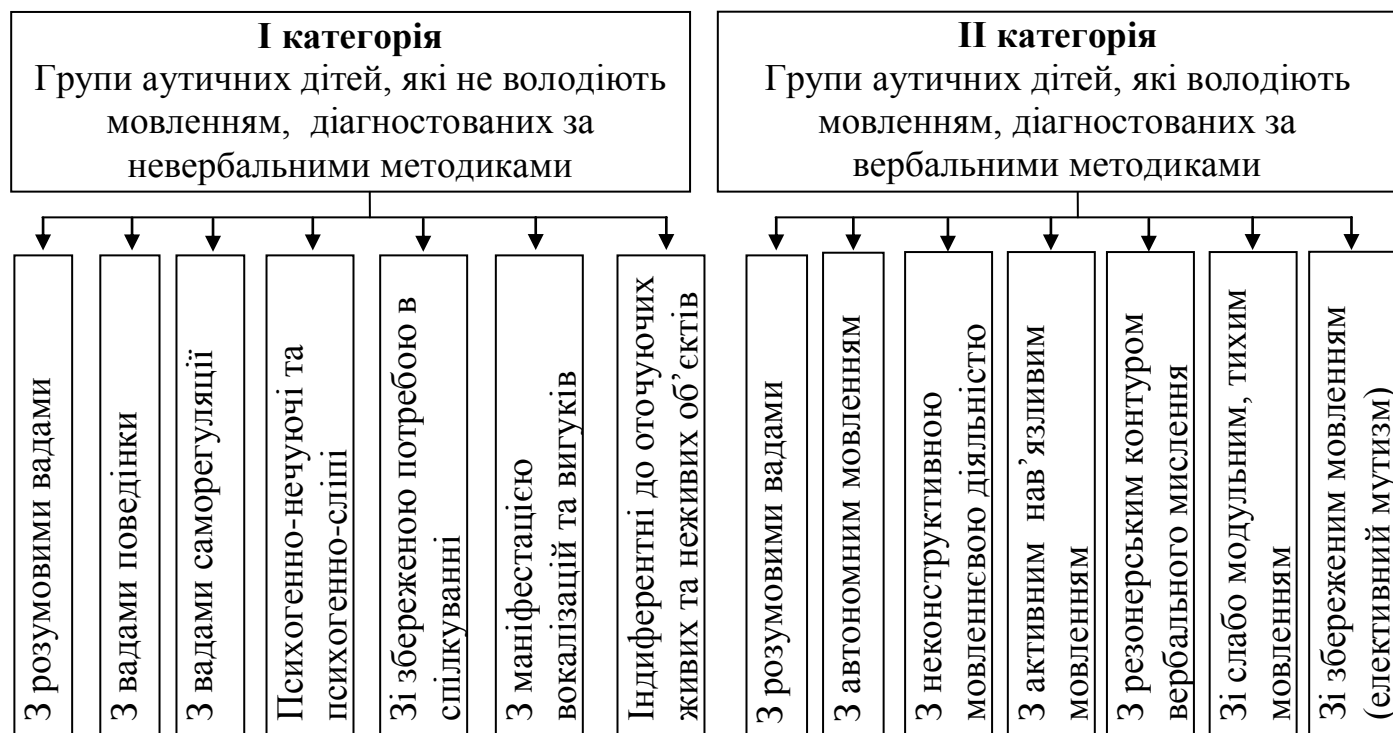 І категорія
Групи аутичних дітей, які не володіють
мовленням, діагностованих за
невербальними методиками
ІІ категорія
Групи аутичних дітей, які володіють
мовленням, діагностованих за
вербальними методиками
З розумовими вадами
З вадами поведінки
З вадами саморегуляції
Психогенно-нечуючі та
психогенно-сліпі
Зі збереженою потребою в
спілкуванні
З маніфестацією
вокалізацій та вигуків
Індиферентні до оточуючих
живих та неживих об’єктів
З розумовими вадами
З автономним мовленням
З неконструктивною
мовленнєвою діяльністю
З активним нав’язливим
мовленням
З резонерським контуром
вербального мислення
Зі слабо модульним, тихим
мовленням
Зі збереженим мовленням
(елективний мутизм)